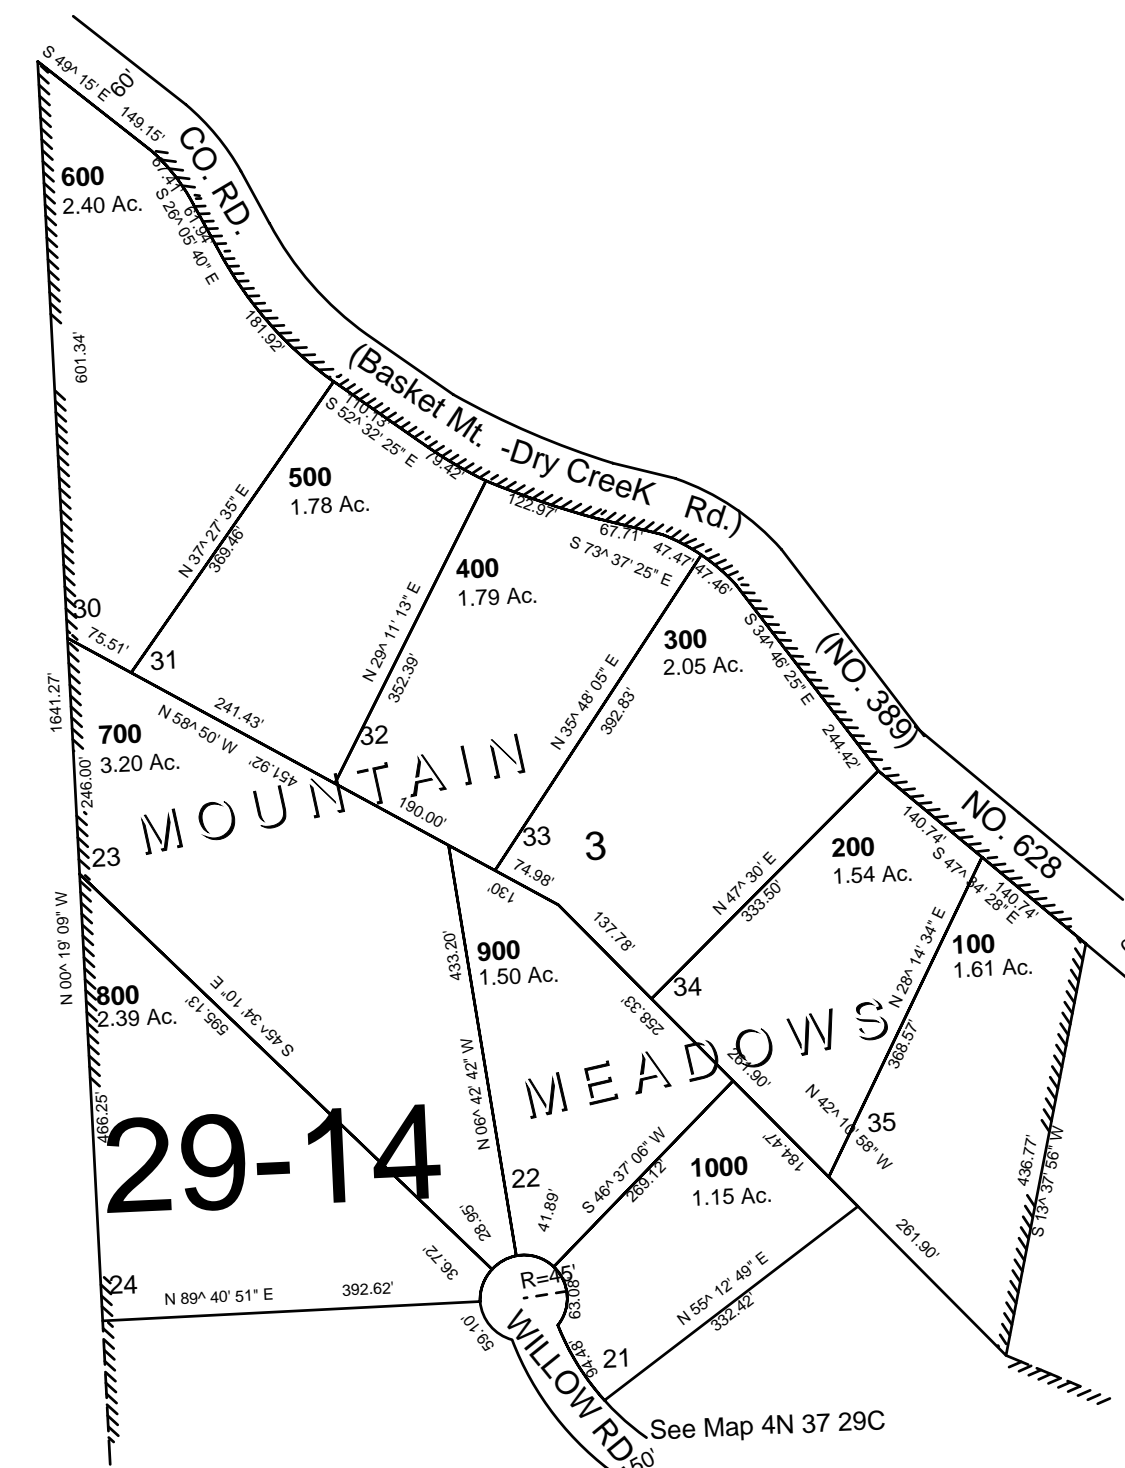 S 49^ 15' E
60'
149.15'
CO. RD.
67.41'
61.94'
S 26^ 05' 40" E
600
2.40 Ac.
181.92'
601.34'
(Basket Mt. -Dry CreeK Rd.)
110.13'
S 52^ 32' 25" E
79.42'
122.97'
67.71'
S 73^ 37' 25" E
47.47'
47.46'
500
1.78 Ac.
N 37^ 27' 35" E
369.46'
400
1.79 Ac.
N 29^ 11' 13" E
352.39'
300
2.05 Ac.
N 35^ 48' 05" E
392.83'
S 34^ 46' 25" E
244.42'
(NO. 389)
NO. 628
30
75.51'
31
241.43'
N 58^ 50' W
451.92'
32
190.00'
1641.27'
700
3.20 Ac.
246.00'
MOUNTAIN
33
3
74.98'
130'
137.78'
23
200
1.54 Ac.
N 47^ 30' E
333.50'
140.74'
S 47^ 34' 28" E
140.74'
100
1.61 Ac.
N 28^ 14' 34" E
368.57'
N 00^ 19' 09" W
900
1.50 Ac.
433.20'
34
258.33'
800
2.39 Ac.
S 45^ 34' 10" E
595.13'
MEADOWS
261.90'
N 42^ 10' 58" W
35
466.25'
29-14
N 06^ 42' 42" W
22
41.89'
S 46^ 37' 06" W
269.12'
1000
1.15 Ac.
184.47'
436.77'
S 13^ 37' 56" W
261.90'
28.95'
36.72'
24
N 89^ 40' 51" E
392.62'
R=45'
63.08'
59.10'
N 55^ 12' 49" E
332.42'
94.48'
21
WILLOW RD.
50'
See Map 4N 37 29C